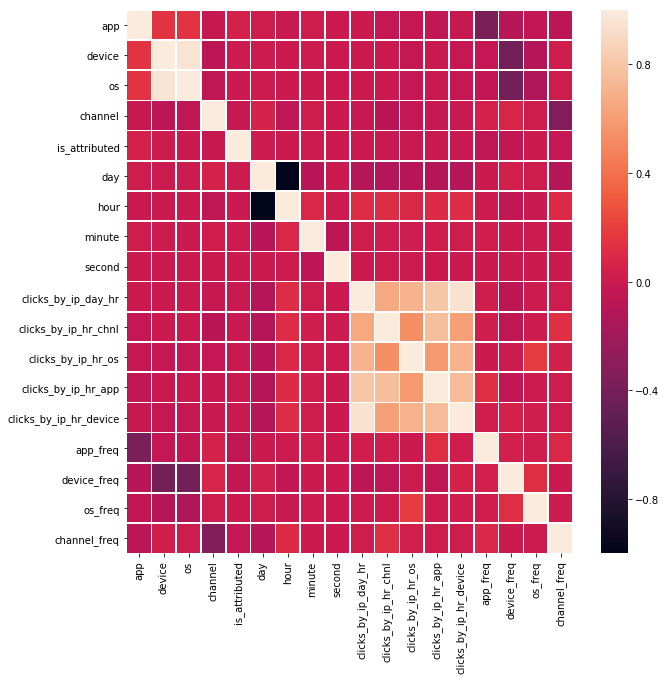 app
device
os
channel
is_attributed
day
hour
minute
second
clicks_by_ip_day_hr
clicks_by_ip_hr_chnl
clicks_by_ip_hr_os
clicks_by_ip_hr_app
clicks_by_ip_hr_device
app_freq
device_freq
os_freq
channel_freq
app
device
os
channel
is_attributed
day
hour
minute
second
clicks_by_ip_day_hr
clicks_by_ip_hr_chnl
clicks_by_ip_hr_os
clicks_by_ip_hr_app
clicks_by_ip_hr_device
app_freq
device_freq
os_freq
channel_freq
0.8
0.4
0.0
−0.4
−0.8